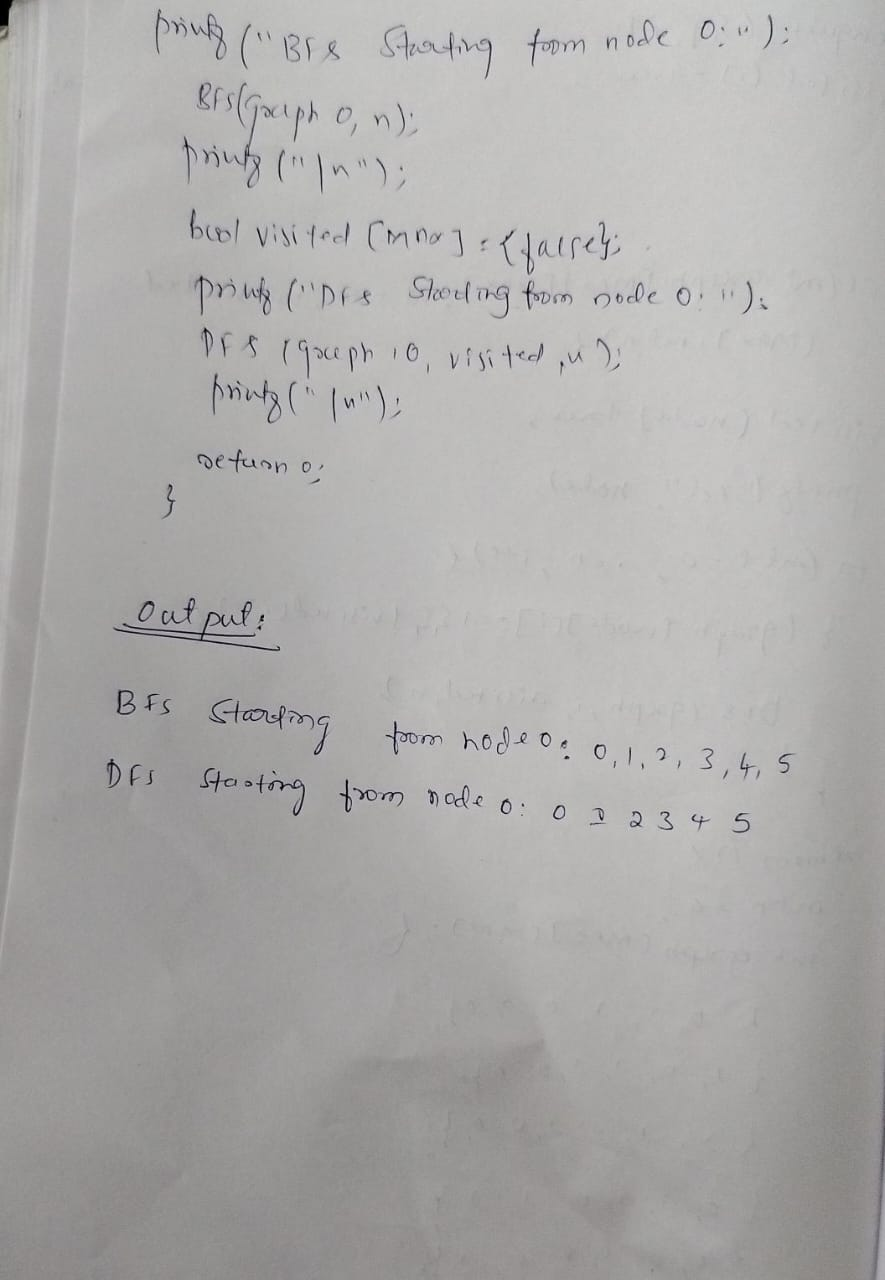 printf ("BFS Starting from node 0: ");
BFS(graph 0, n);
printf ("\n");
bool visited [max] = {false};
printf ("DFS Starting from node 0: ");
DFS (graph, 0, visited, n);
printf ("\n");
return 0;
}
Output:
BFS Starting from node 0: 0, 1, 2, 3, 4, 5
DFS Starting from node 0: 0 1 2 3 4 5